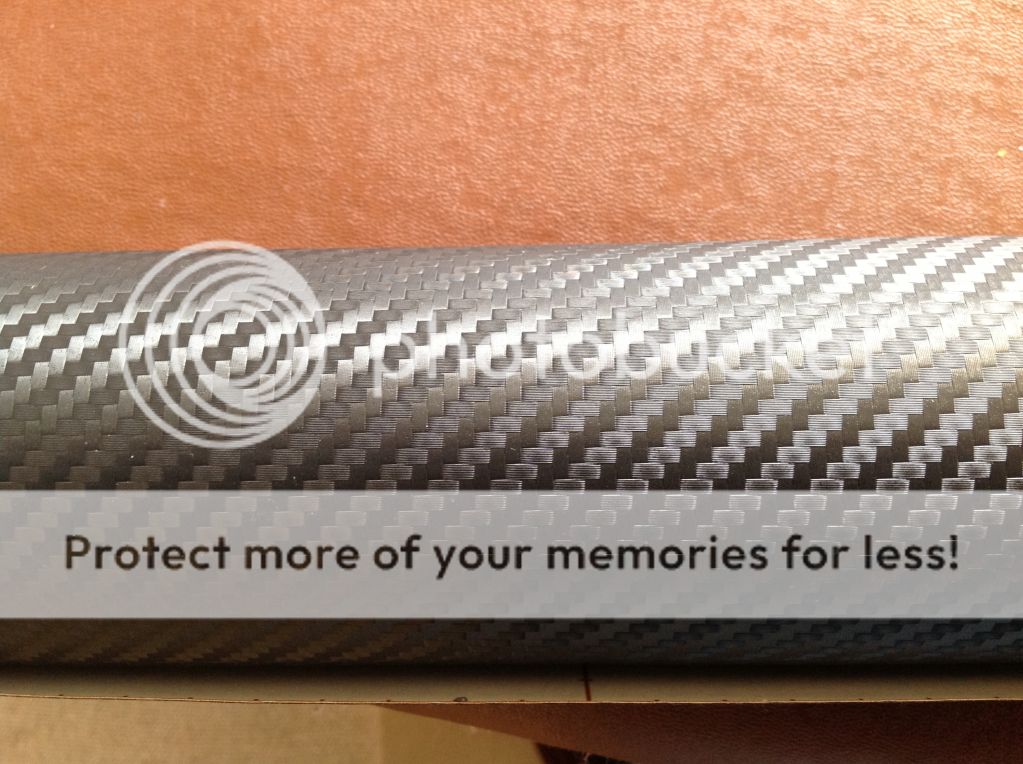 photobucket
Protect more of your memories for less!